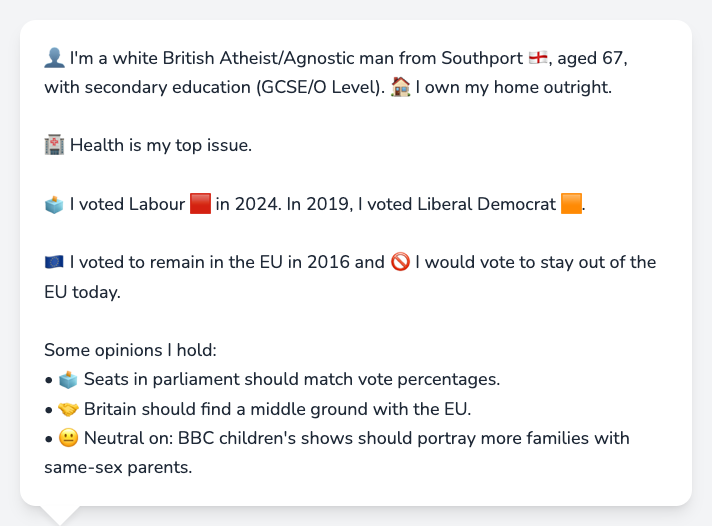 👤 I'm a white British Atheist/Agnostic man from Southport 🏴󠁧󠁢󠁥󠁮󠁧󠁿, aged 67,
with secondary education (GCSE/O Level). 🏠 I own my home outright.
🏥 Health is my top issue.
🗳️ I voted Labour 🟥 in 2024. In 2019, I voted Liberal Democrat 🟧.
🇪🇺 I voted to remain in the EU in 2016 and 🚫 I would vote to stay out of the
EU today.
Some opinions I hold:
• 🗳️ Seats in parliament should match vote percentages.
• 🤝 Britain should find a middle ground with the EU.
• 😐 Neutral on: BBC children's shows should portray more families with
same-sex parents.